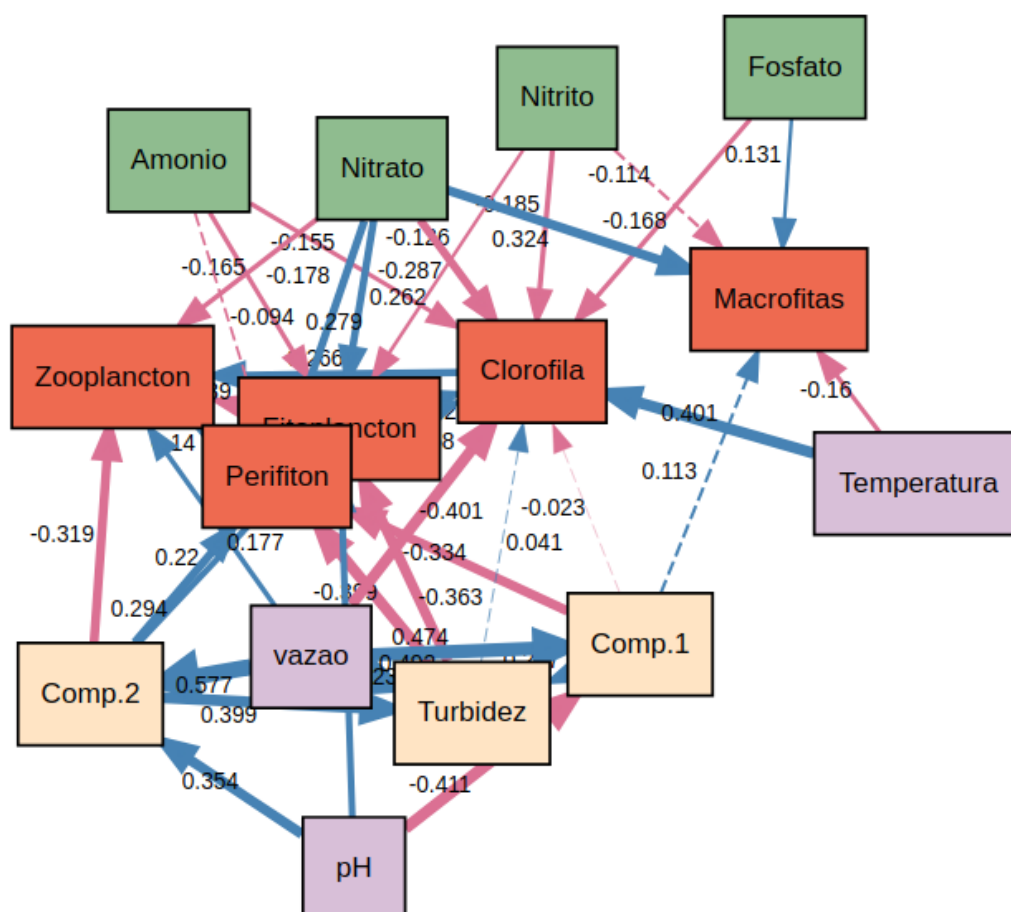 Fosfato
Nitrito
Amonio
Nitrato
0.131
-0.114
-0.185
-0.168
-0.126
0.324
-0.155
-0.165
-0.178
-0.287
0.262
Macrofitas
-0.094
0.279
Zooplancton
Clorofila
-0.16
0.401
Perifiton
Temperatura
0.113
-0.401
-0.023
-0.319
0.22
0.177
-0.334
0.041
-0.363
0.294
0.474
Comp.1
vazao
Comp.2
0.577
0.399
Turbidez
0.354
-0.411
pH